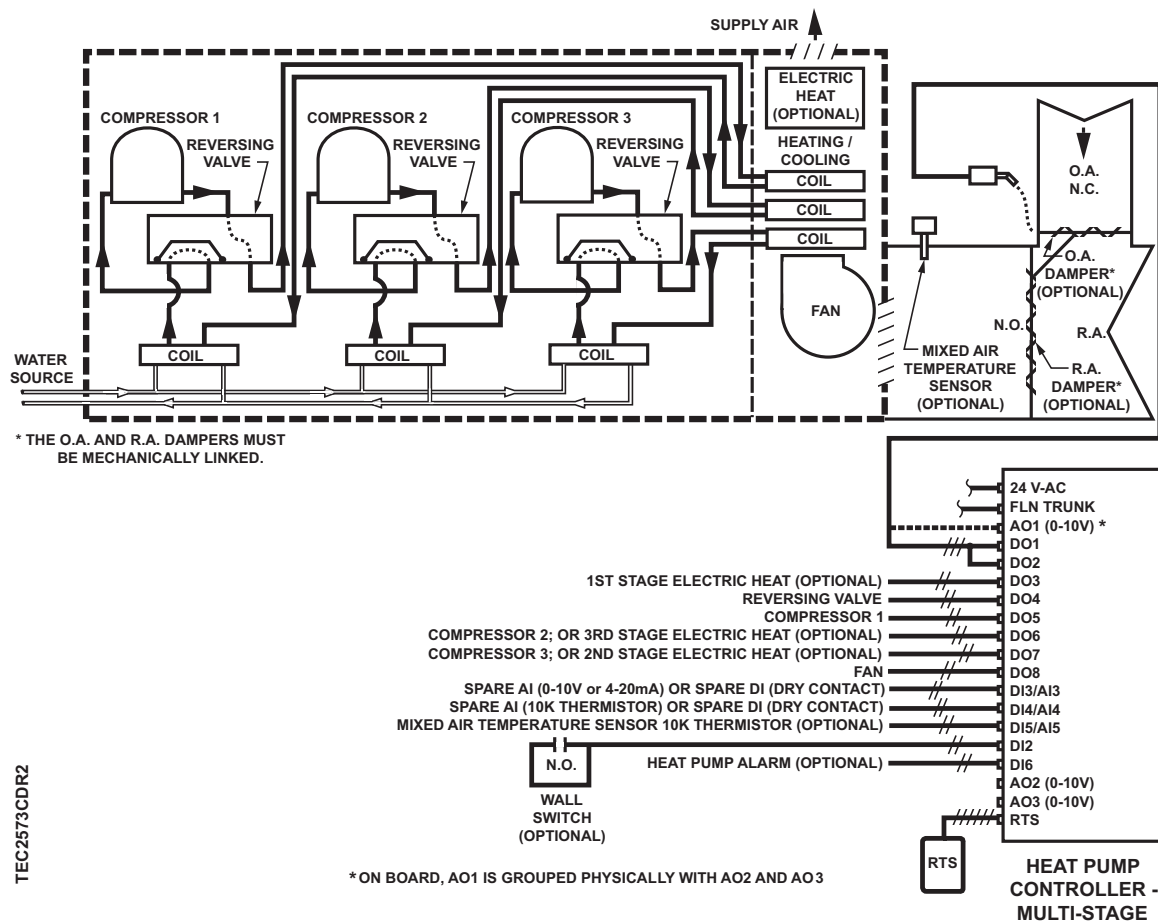 SUPPLY AIR
ELECTRIC
HEAT
(OPTIONAL)
COMPRESSOR 1
REVERSING
VALVE
COMPRESSOR 2
REVERSING
VALVE
COMPRESSOR 3
REVERSING
VALVE
HEATING /
COOLING
COIL
COIL
COIL
FAN
O.A.
N.C.
O.A.
DAMPER*
(OPTIONAL)
N.O.
R.A.
R.A.
DAMPER*
(OPTIONAL)
MIXED AIR
TEMPERATURE
SENSOR
(OPTIONAL)
COIL
COIL
COIL
WATER
SOURCE
* THE O.A. AND R.A. DAMPERS MUST
BE MECHANICALLY LINKED.
24 V-AC
FLN TRUNK
AO1 (0-10V) *
DO1
DO2
1ST STAGE ELECTRIC HEAT (OPTIONAL) DO3
REVERSING VALVE DO4
COMPRESSOR 1 DO5
COMPRESSOR 2; OR 3RD STAGE ELECTRIC HEAT (OPTIONAL) DO6
COMPRESSOR 3; OR 2ND STAGE ELECTRIC HEAT (OPTIONAL) DO7
FAN DO8
SPARE AI (0-10V or 4-20mA) OR SPARE DI (DRY CONTACT) DI3/AI3
SPARE AI (10K THERMISTOR) OR SPARE DI (DRY CONTACT) DI4/AI4
MIXED AIR TEMPERATURE SENSOR 10K THERMISTOR (OPTIONAL) DI5/AI5
DI2
N.O.
WALL
SWITCH
(OPTIONAL)
HEAT PUMP ALARM (OPTIONAL) DI6
AO2 (0-10V)
AO3 (0-10V)
RTS
RTS
HEAT PUMP
CONTROLLER -
MULTI-STAGE
* ON BOARD, AO1 IS GROUPED PHYSICALLY WITH AO2 AND AO3
TEC2573CDR2